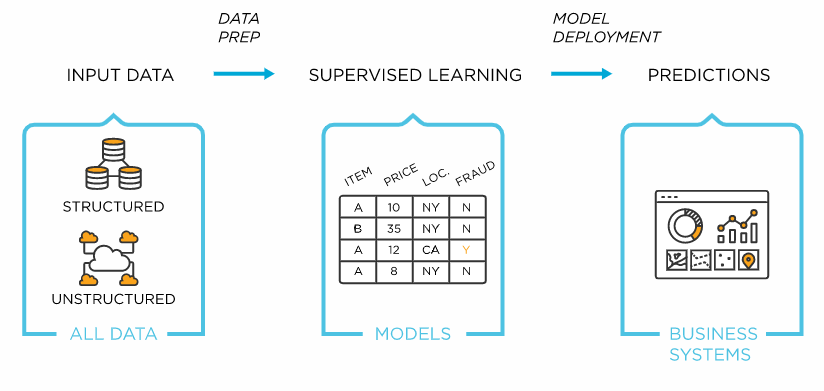 DATA
PREP
MODEL
DEPLOYMENT
INPUT DATA
SUPERVISED LEARNING
PREDICTIONS
STRUCTURED
UNSTRUCTURED
ALL DATA
ITEM PRICE LOC. FRAUD
A 10 NY N
B 35 NY N
A 12 CA Y
A 8 NY N
MODELS
BUSINESS
SYSTEMS